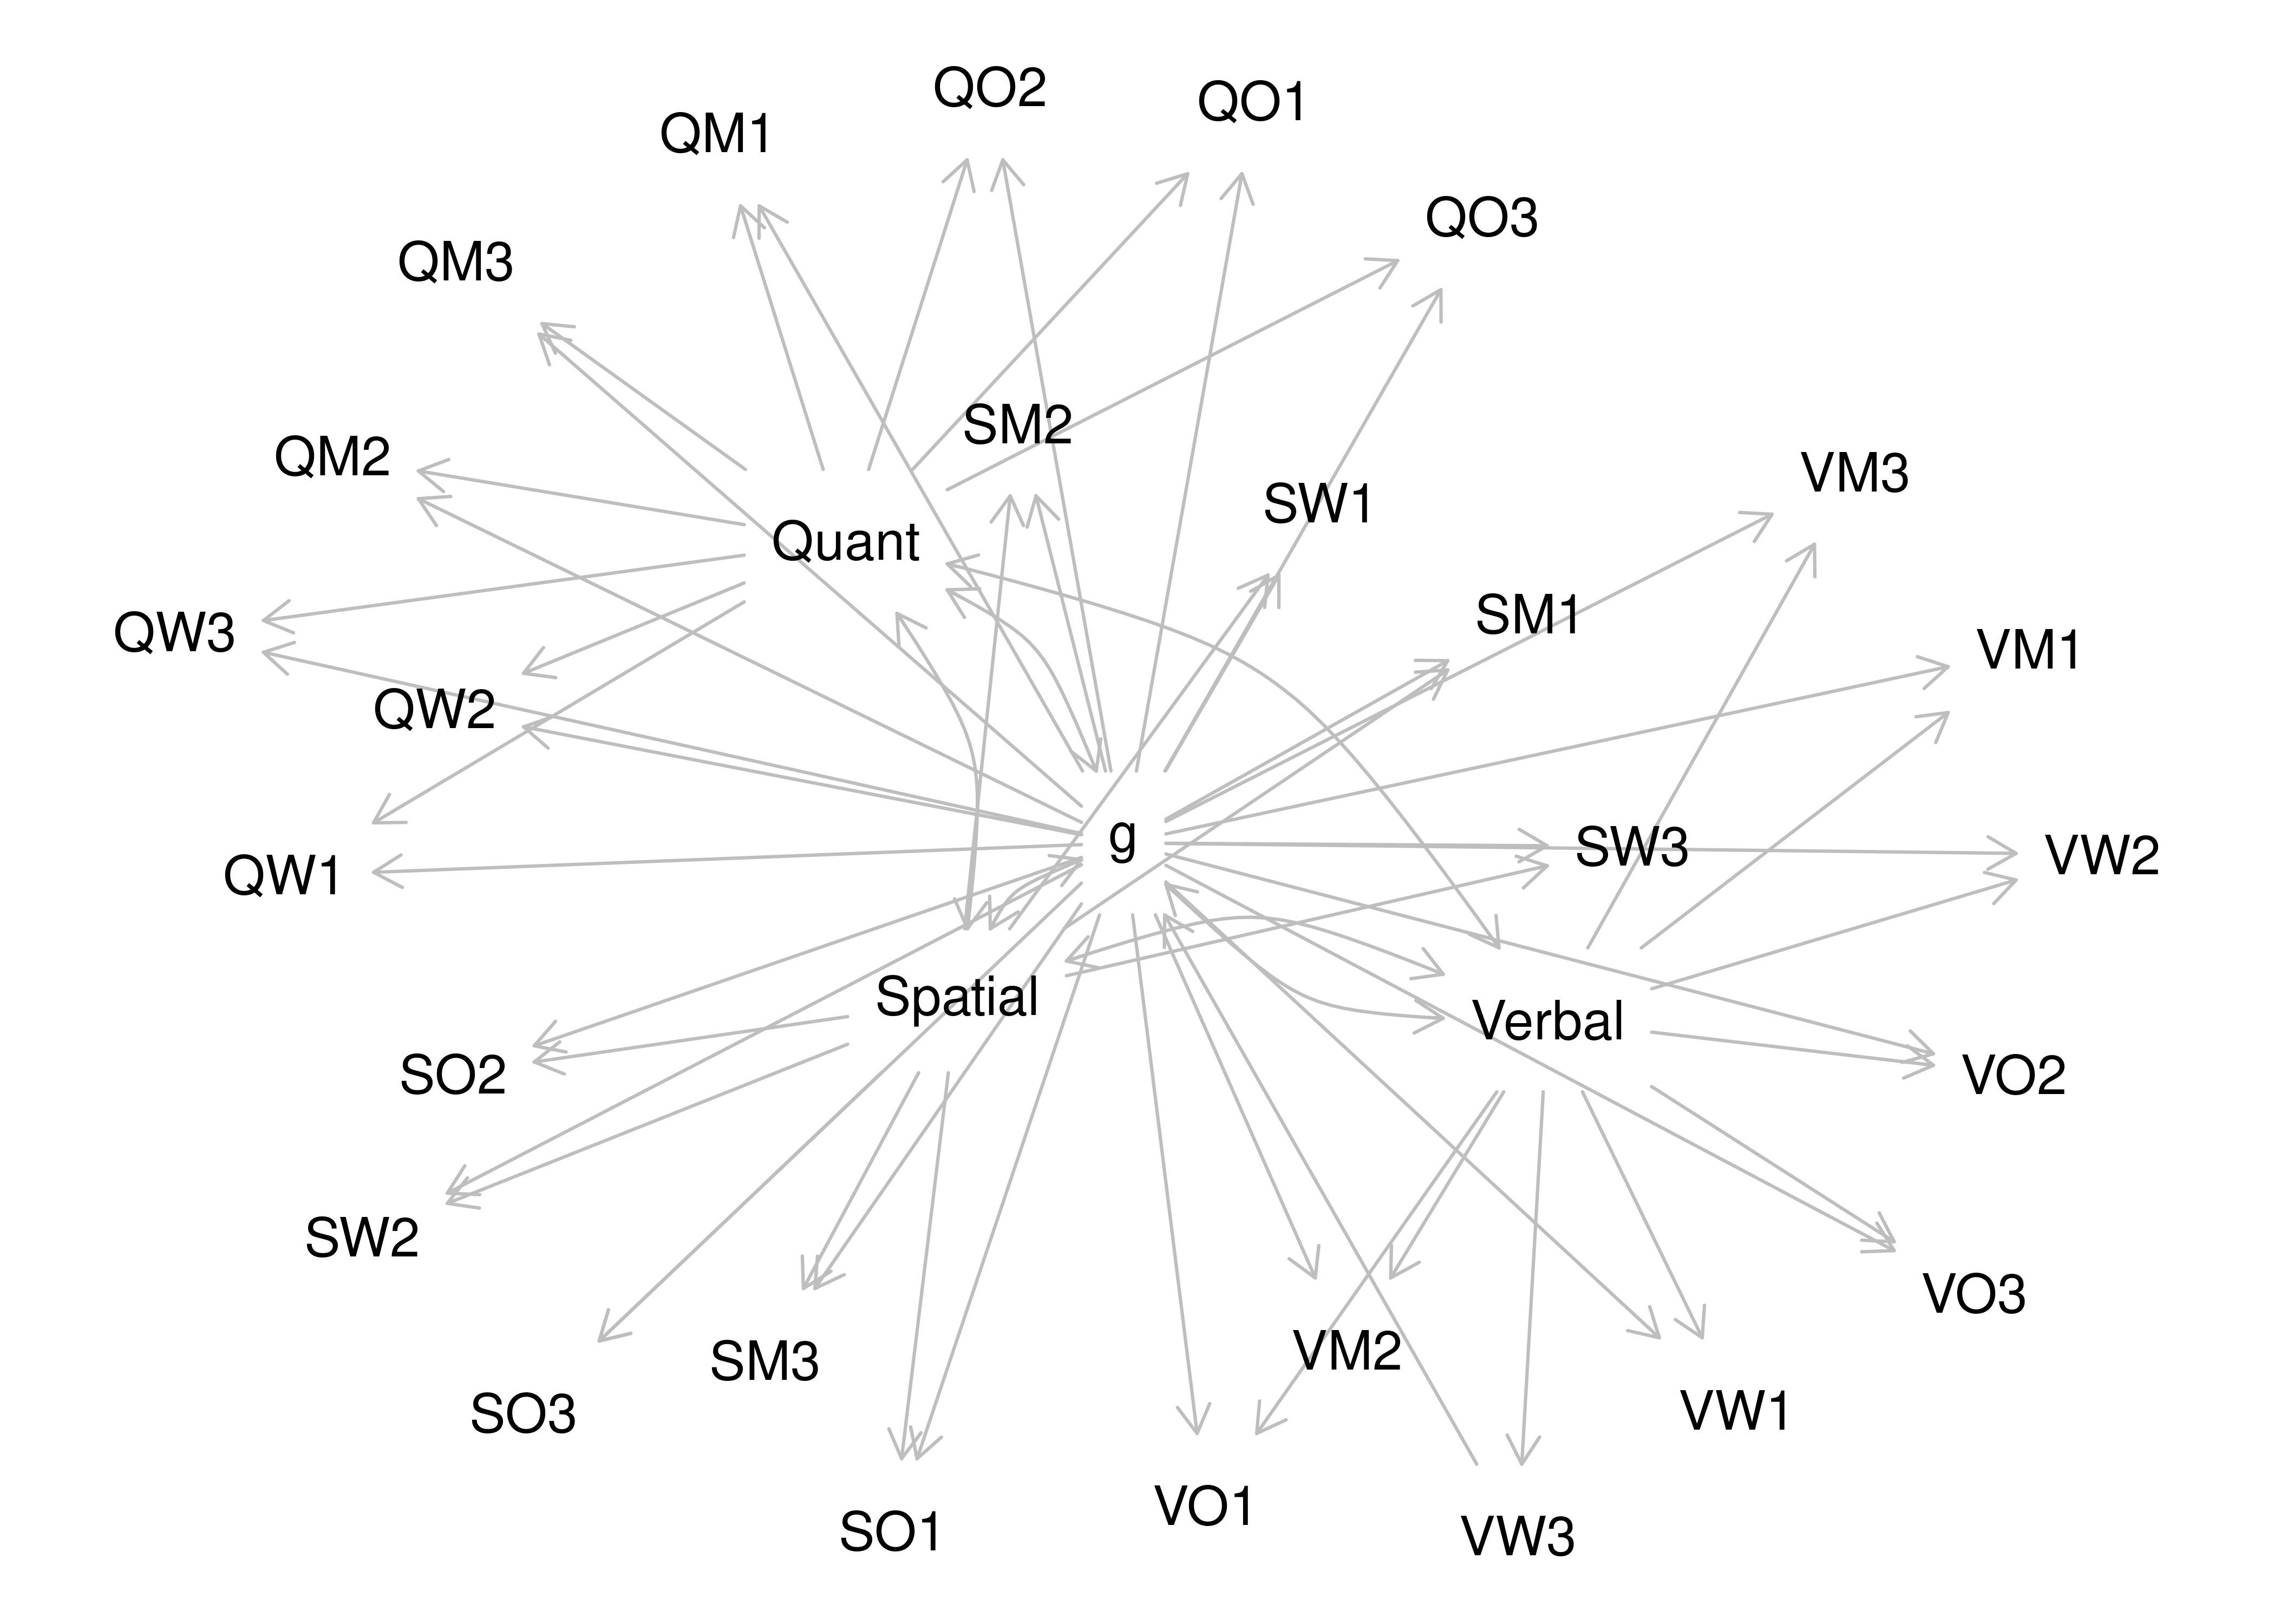 QO2
QO1
QM1
QO3
QM3
SM2
QM2
VM3
SW1
Quant
SM1
QW3
VM1
QW2
g
SW3
VW2
QW1
Spatial
Verbal
SO2
VO2
SW2
VO3
VM2
SM3
VW1
SO3
VO1
SO1
VW3